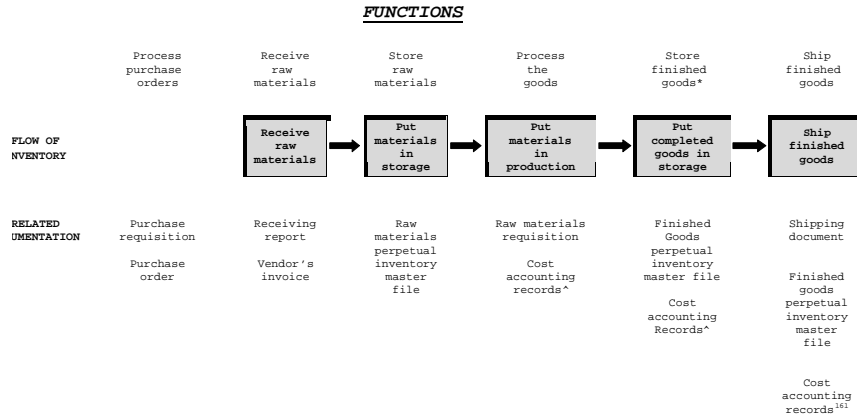 FUNCTIONS
Process
purchase
orders
Receive
raw
materials
Store
raw
materials
Process
the
goods
Store
finished
goods*
Ship
finished
goods
FLOW OF
NVENTORY
Receive
raw
materials
Put
materials
in
storage
Put
materials
in
production
Put
completed
goods in
storage
Ship
finished
goods
RELATED
UMENTATION
Purchase
requisition
Purchase
order
Receiving
report
Vendor's
invoice
Raw
materials
perpetual
inventory
master
file
Raw materials
requisition
Cost
accounting
records^
Finished
Goods
perpetual
inventory
master file
Cost
accounting
Records^
Shipping
document
Finished
goods
perpetual
inventory
master
file
Cost
accounting
records161